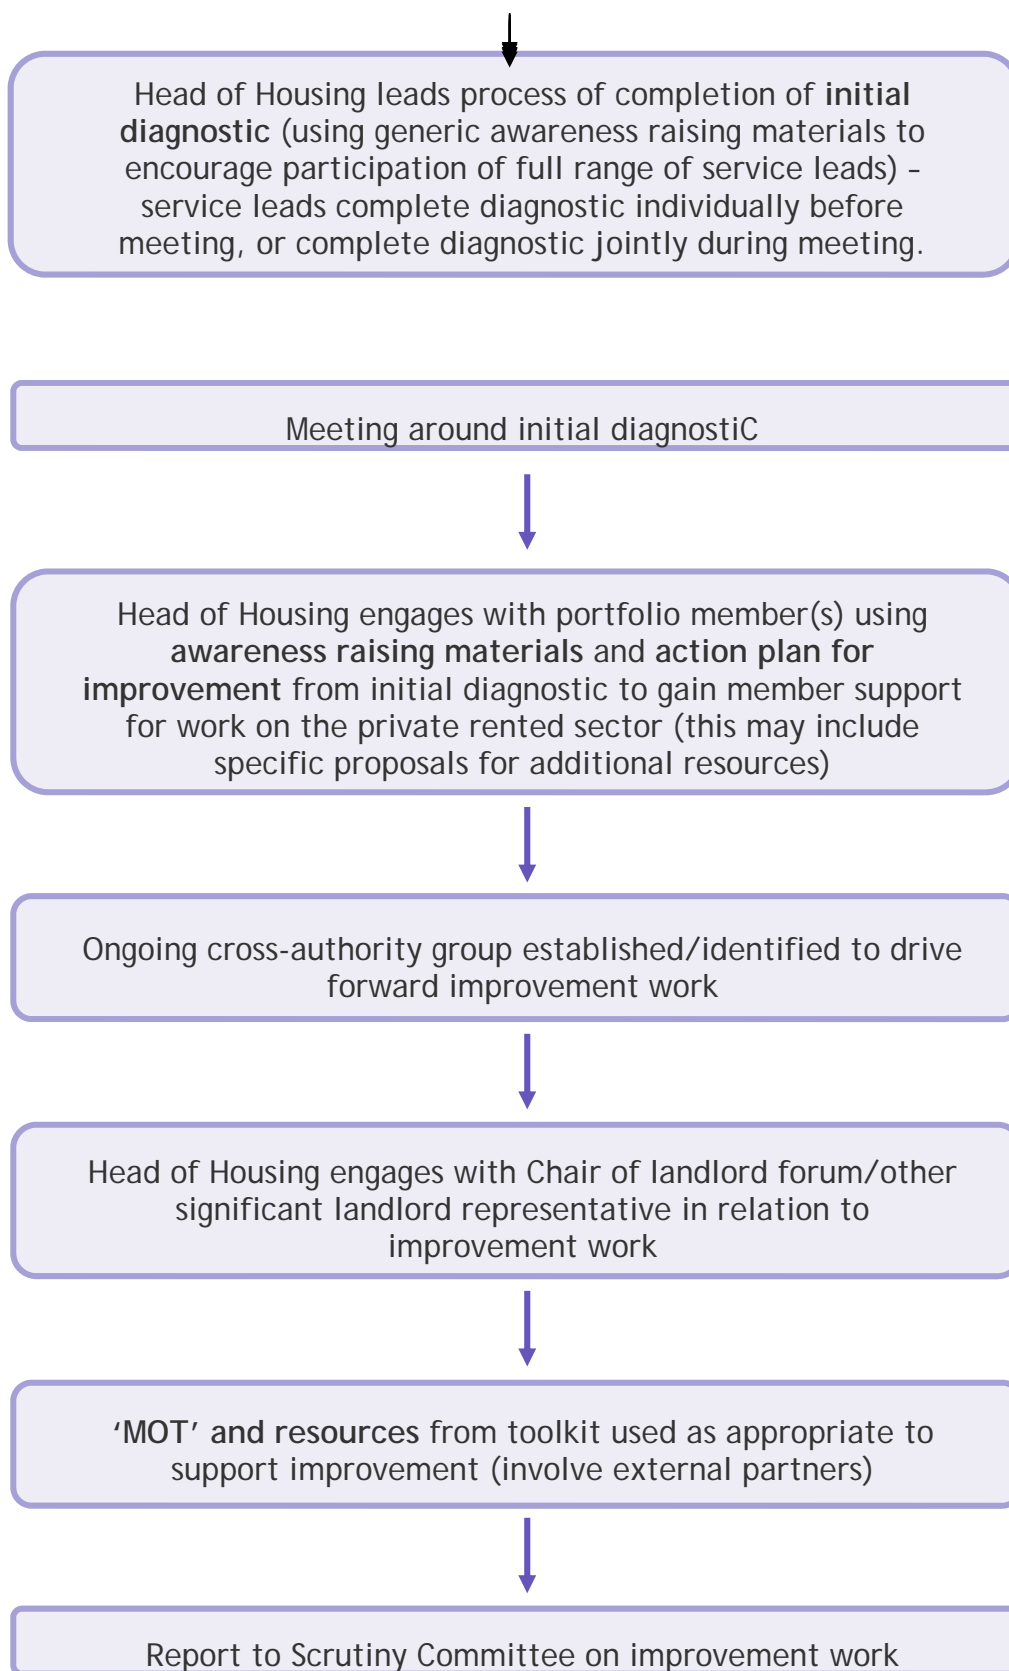 Head of Housing leads process of completion of initial
diagnostic (using generic awareness raising materials to
encourage participation of full range of service leads) –
service leads complete diagnostic individually before
meeting, or complete diagnostic jointly during meeting.
Meeting around initial diagnostiC
Head of Housing engages with portfolio member(s) using
awareness raising materials and action plan for
improvement from initial diagnostic to gain member support
for work on the private rented sector (this may include
specific proposals for additional resources)
Ongoing cross-authority group established/identified to drive
forward improvement work
Head of Housing engages with Chair of landlord forum/other
significant landlord representative in relation to
improvement work
‘MOT’ and resources from toolkit used as appropriate to
support improvement (involve external partners)
Report to Scrutiny Committee on improvement work